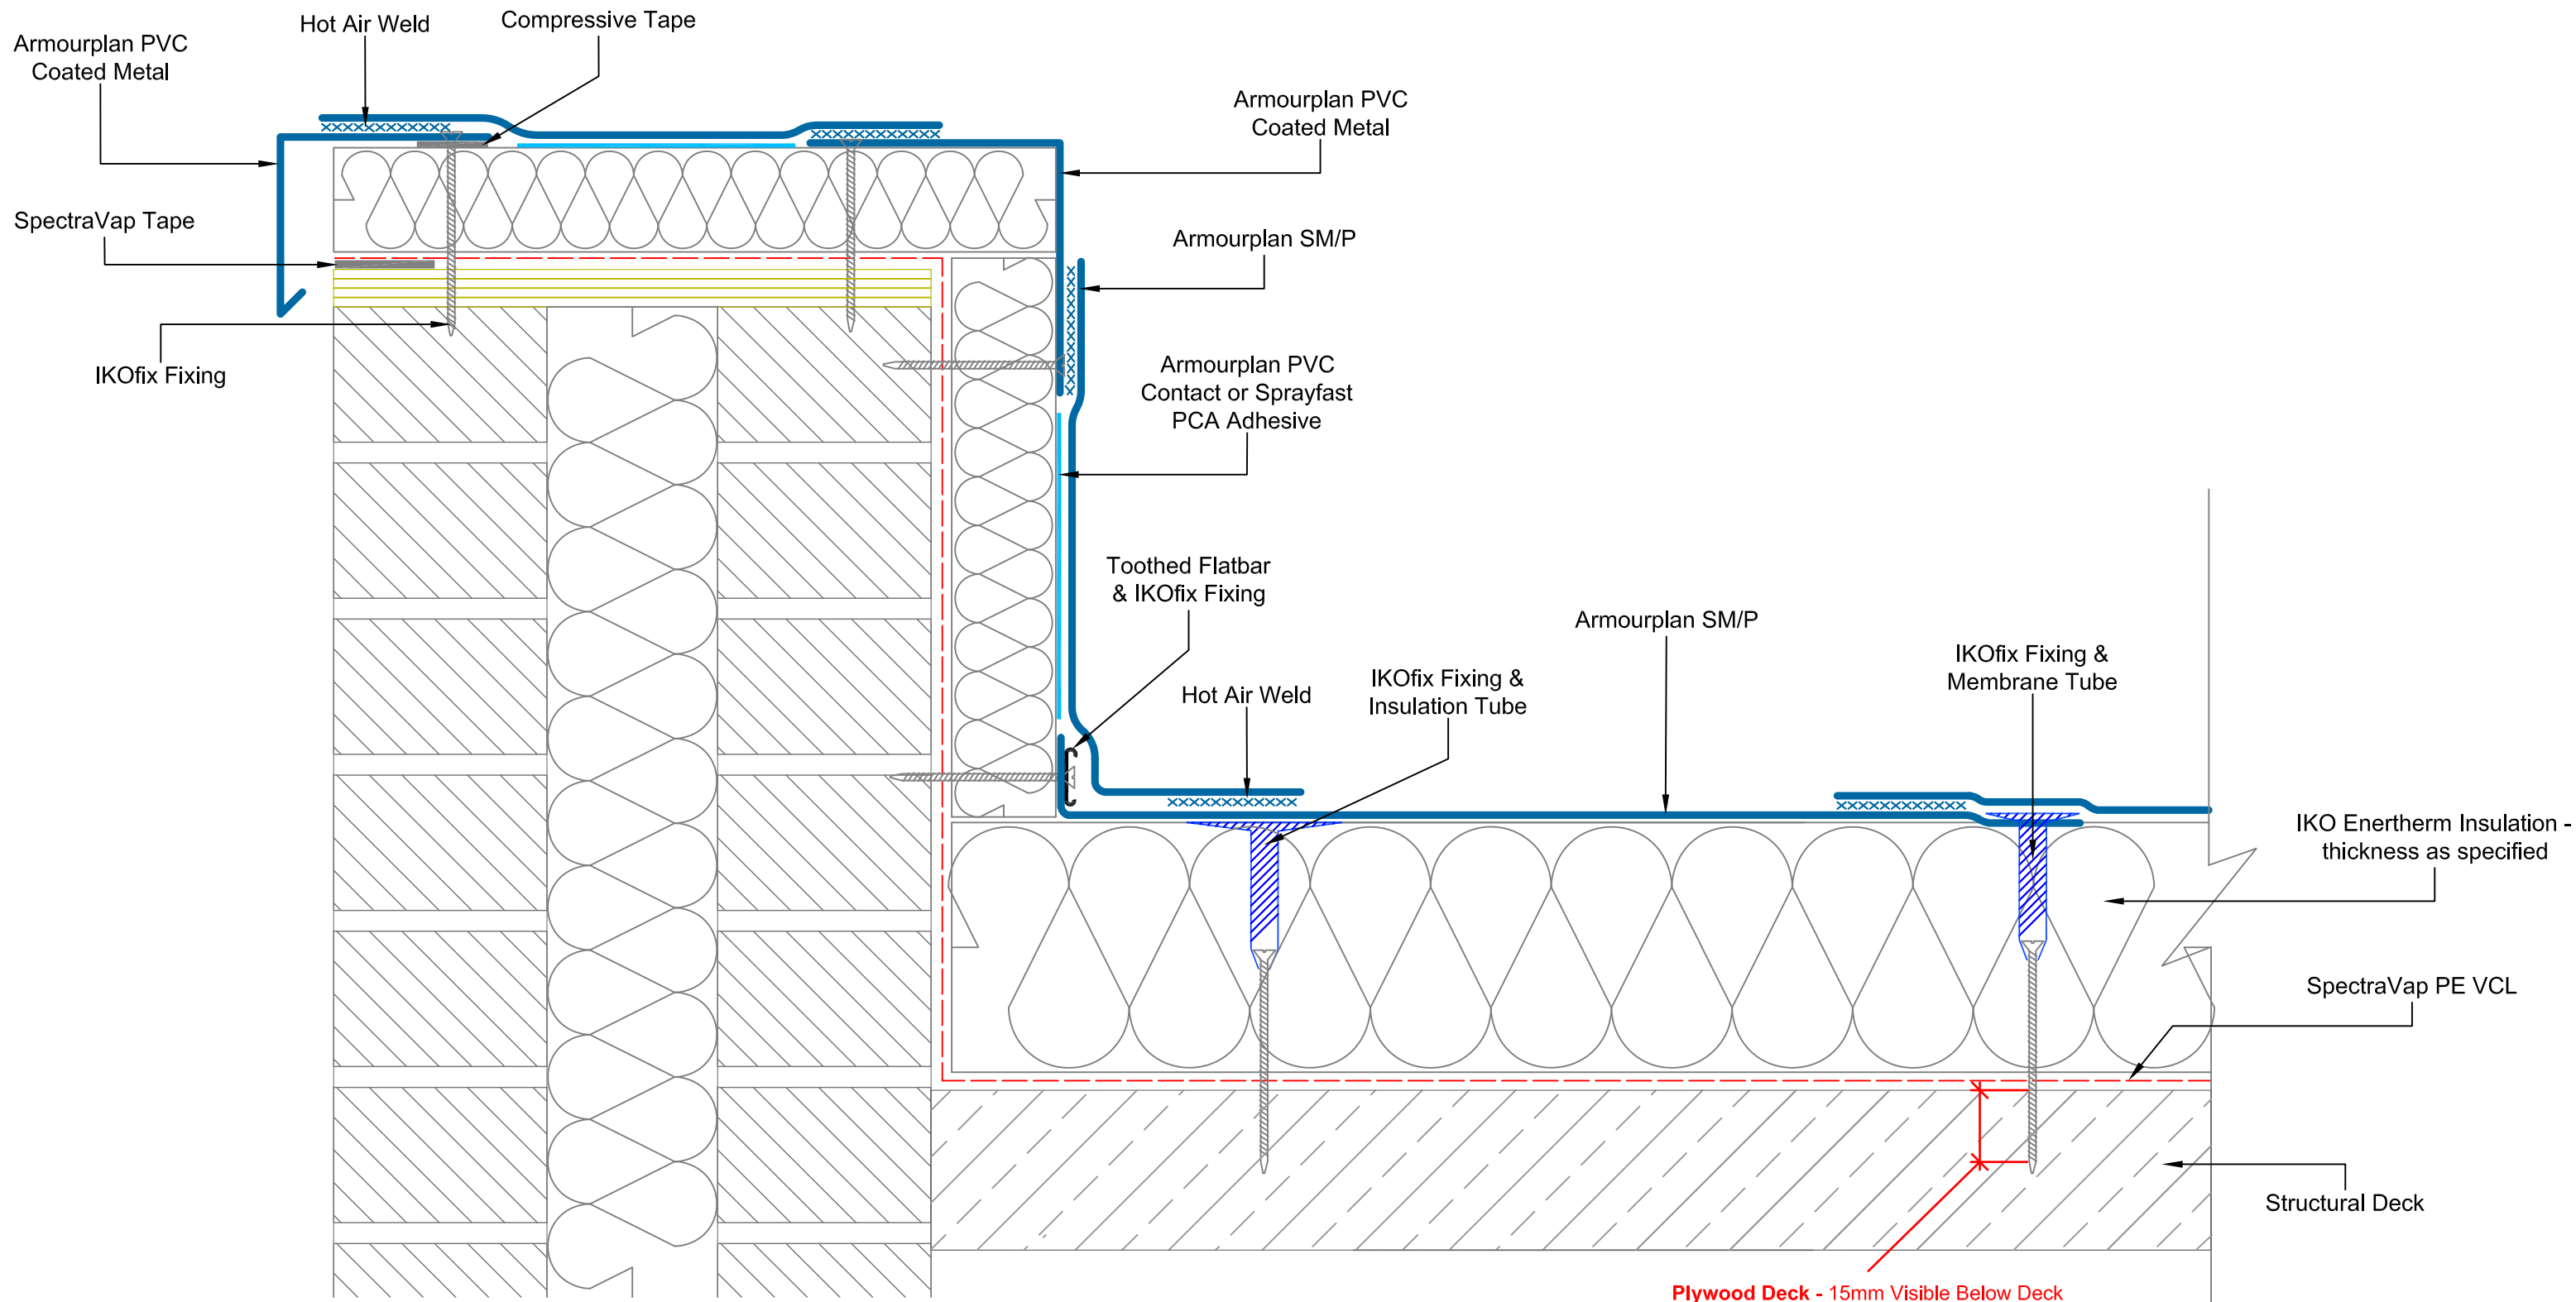 Hot Air Weld
Compressive Tape
Armourplan PVC
Coated Metal
Armourplan PVC
Coated Metal
SpectraVap Tape
Armourplan SM/P
IKOfix Fixing
Armourplan PVC
Contact or Sprayfast
PCA Adhesive
Toothed Flatbar
& IKOfix Fixing
Armourplan SM/P
Hot Air Weld
IKOfix Fixing &
Insulation Tube
IKOfix Fixing &
Membrane Tube
IKO Enertherm Insulation -
thickness as specified
SpectraVap PE VCL
Structural Deck
Plywood Deck - 15mm Visible Below Deck